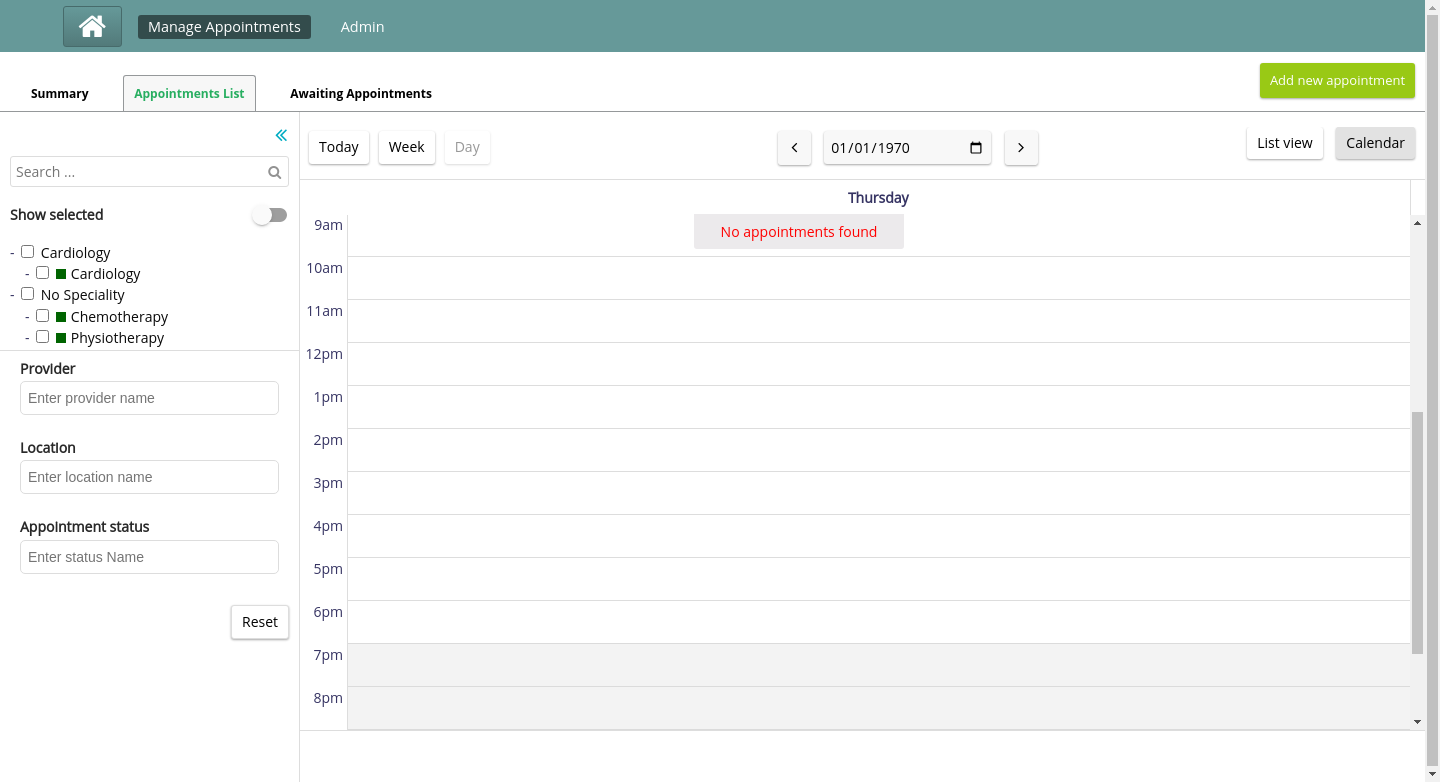 Manage Appointments
Admin
Summary
Appointments List
Awaiting Appointments
Add new appointment
Search ...
Show selected
- Cardiology
- Cardiology
- No Speciality
- Chemotherapy
- Physiotherapy
Provider
Enter provider name
Location
Enter location name
Appointment status
Enter status Name
Reset
Today
Week
Day
01/01/1970
List view
Calendar
Thursday
9am
No appointments found
10am
11am
12pm
1pm
2pm
3pm
4pm
5pm
6pm
7pm
8pm